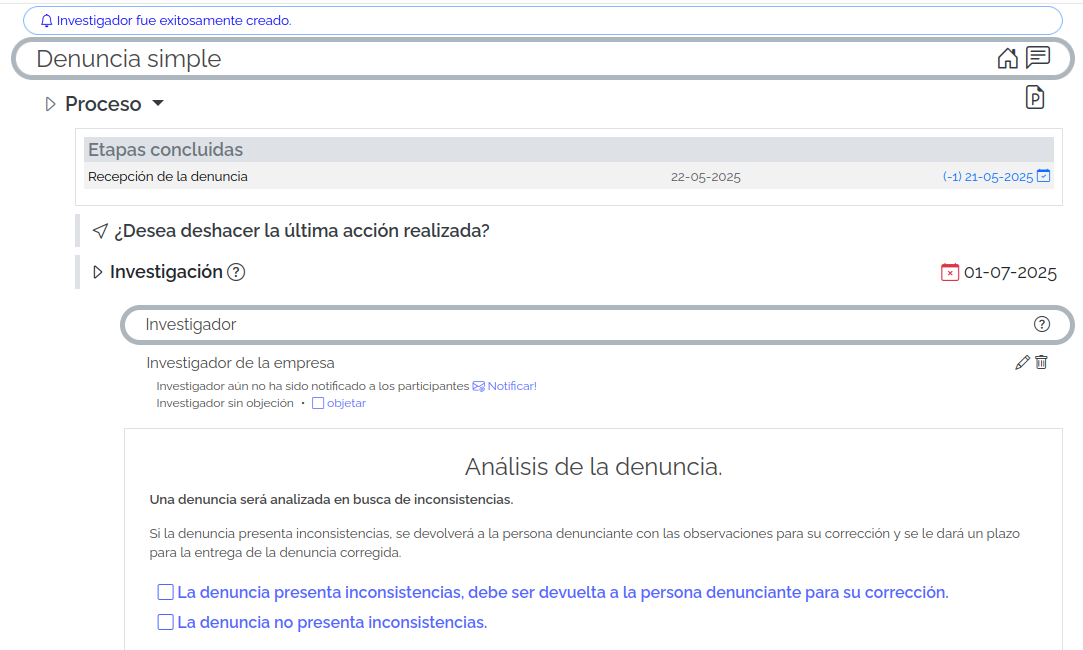 Investigador fue exitosamente creado.
Denuncia simple
Proceso
P
Etapas concluidas
Recepción de la denuncia 22-05-2025 (-1) 21-05-2025
¿Desea deshacer la última acción realizada?
Investigación ? 01-07-2025
Investigador ?
Investigador de la empresa
Investigador aún no ha sido notificado a los participantes Notificar!
Investigador sin objeción • objetar
Análisis de la denuncia.
Una denuncia será analizada en busca de inconsistencias.
Si la denuncia presenta inconsistencias, se devolverá a la persona denunciante con las observaciones para su corrección y se le dará un plazo
para la entrega de la denuncia corregida.
La denuncia presenta inconsistencias, debe ser devuelta a la persona denunciante para su corrección.
La denuncia no presenta inconsistencias.